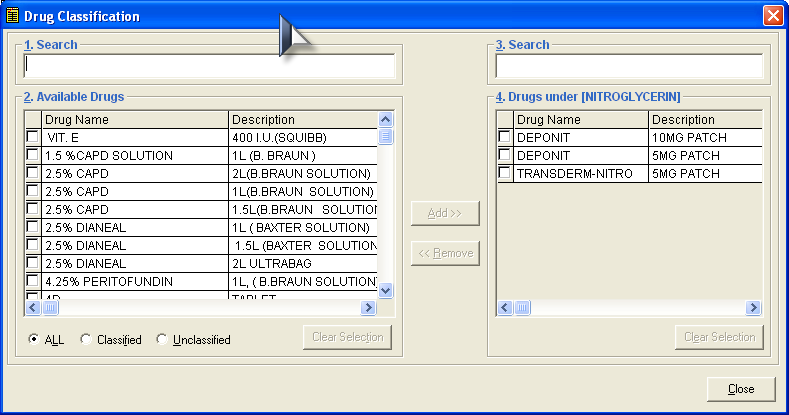 Drug Classification
1. Search
3. Search
2. Available Drugs
4. Drugs under [NITROGLYCERIN]
Drug Name Description
VIT. E 400 I.U.(SQUIBB)
1.5 %CAPD SOLUTION 1L (B. BRAUN )
2.5% CAPD 2L(B.BRAUN SOLUTION)
2.5% CAPD 1L(B.BRAUN SOLUTION)
2.5% CAPD 1.5L(B.BRAUN SOLUTION
2.5% DIANEAL 1L ( BAXTER SOLUTION)
2.5% DIANEAL 1.5L (BAXTER SOLUTION
2.5% DIANEAL 2L ULTRABAG
4.25% PERITOFUNDIN 1L, ( B.BRAUN SOLUTION)
Drug Name Description
DEPONIT 10MG PATCH
DEPONIT 5MG PATCH
TRANSDERM-NITRO 5MG PATCH
Add >>
<< Remove
ALL Classified Unclassified
Clear Selection
Clear Selection
Close